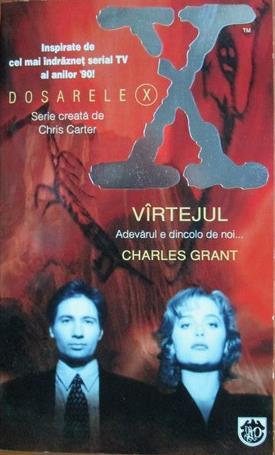 Inspirate de
cel mai îndrăzneț serial TV
al anilor '90!
DOSARELE X
Serie creată de
Chris Carter
X
TM
VÎRTEJUL
Adevărul e dincolo de noi...
CHARLES GRANT